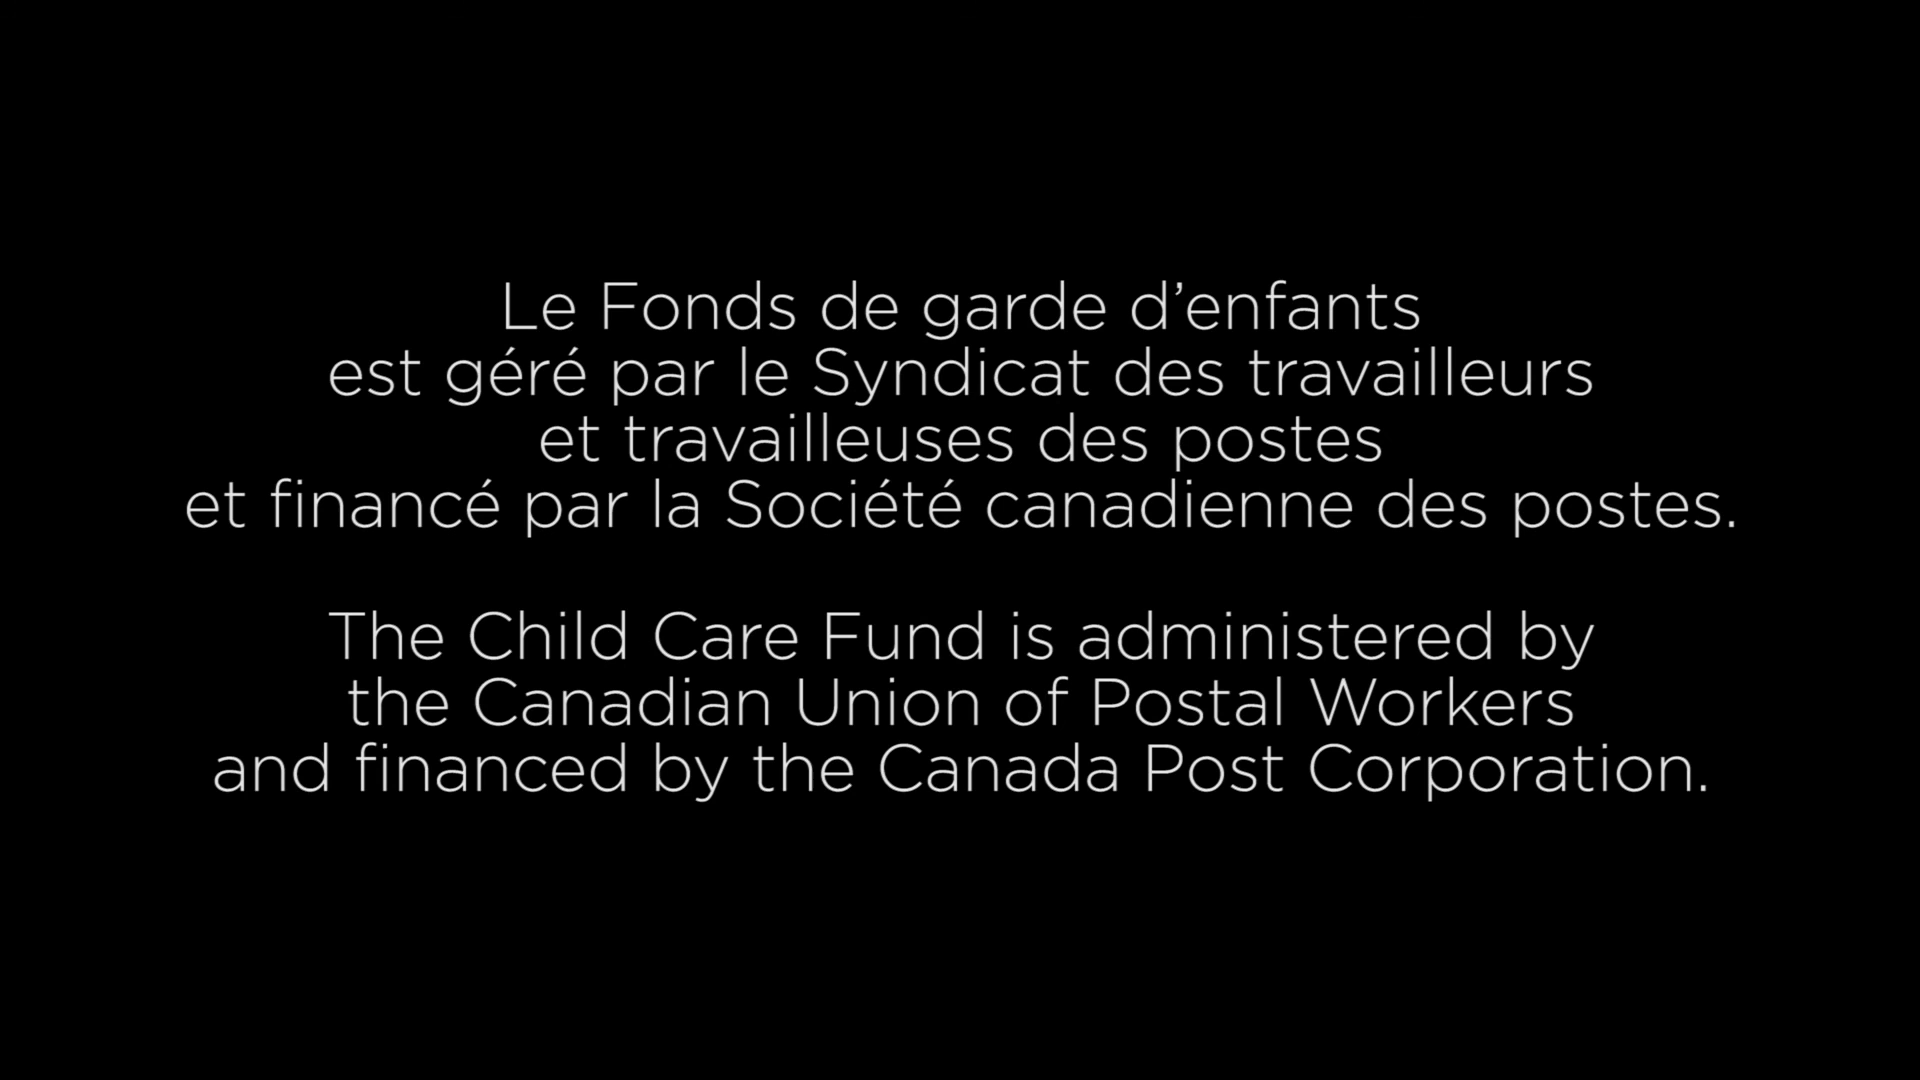 Le Fonds de garde d’enfants
est géré par le Syndicat des travailleurs
et travailleuses des postes
et financé par la Société canadienne des postes.
The Child Care Fund is administered by
the Canadian Union of Postal Workers
and financed by the Canada Post Corporation.